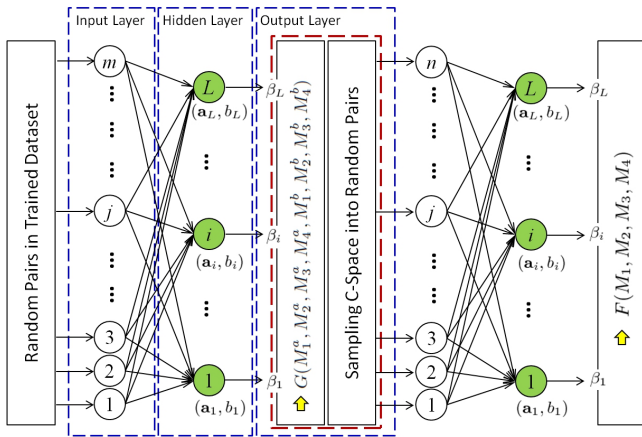 Input Layer
Hidden Layer
Output Layer
Random Pairs in Trained Dataset
m
j
3
2
1
L
(a_L, b_L)
i
(a_i, b_i)
1
(a_1, b_1)
β_L
β_i
β_1
G(M_1^a, M_2^a, M_3^a, M_4^a, M_1^b, M_2^b, M_3^b, M_4^b)
Sampling C-Space into Random Pairs
n
j
3
2
1
L
(a_L, b_L)
i
(a_i, b_i)
1
(a_1, b_1)
β_L
β_i
β_1
F(M_1, M_2, M_3, M_4)